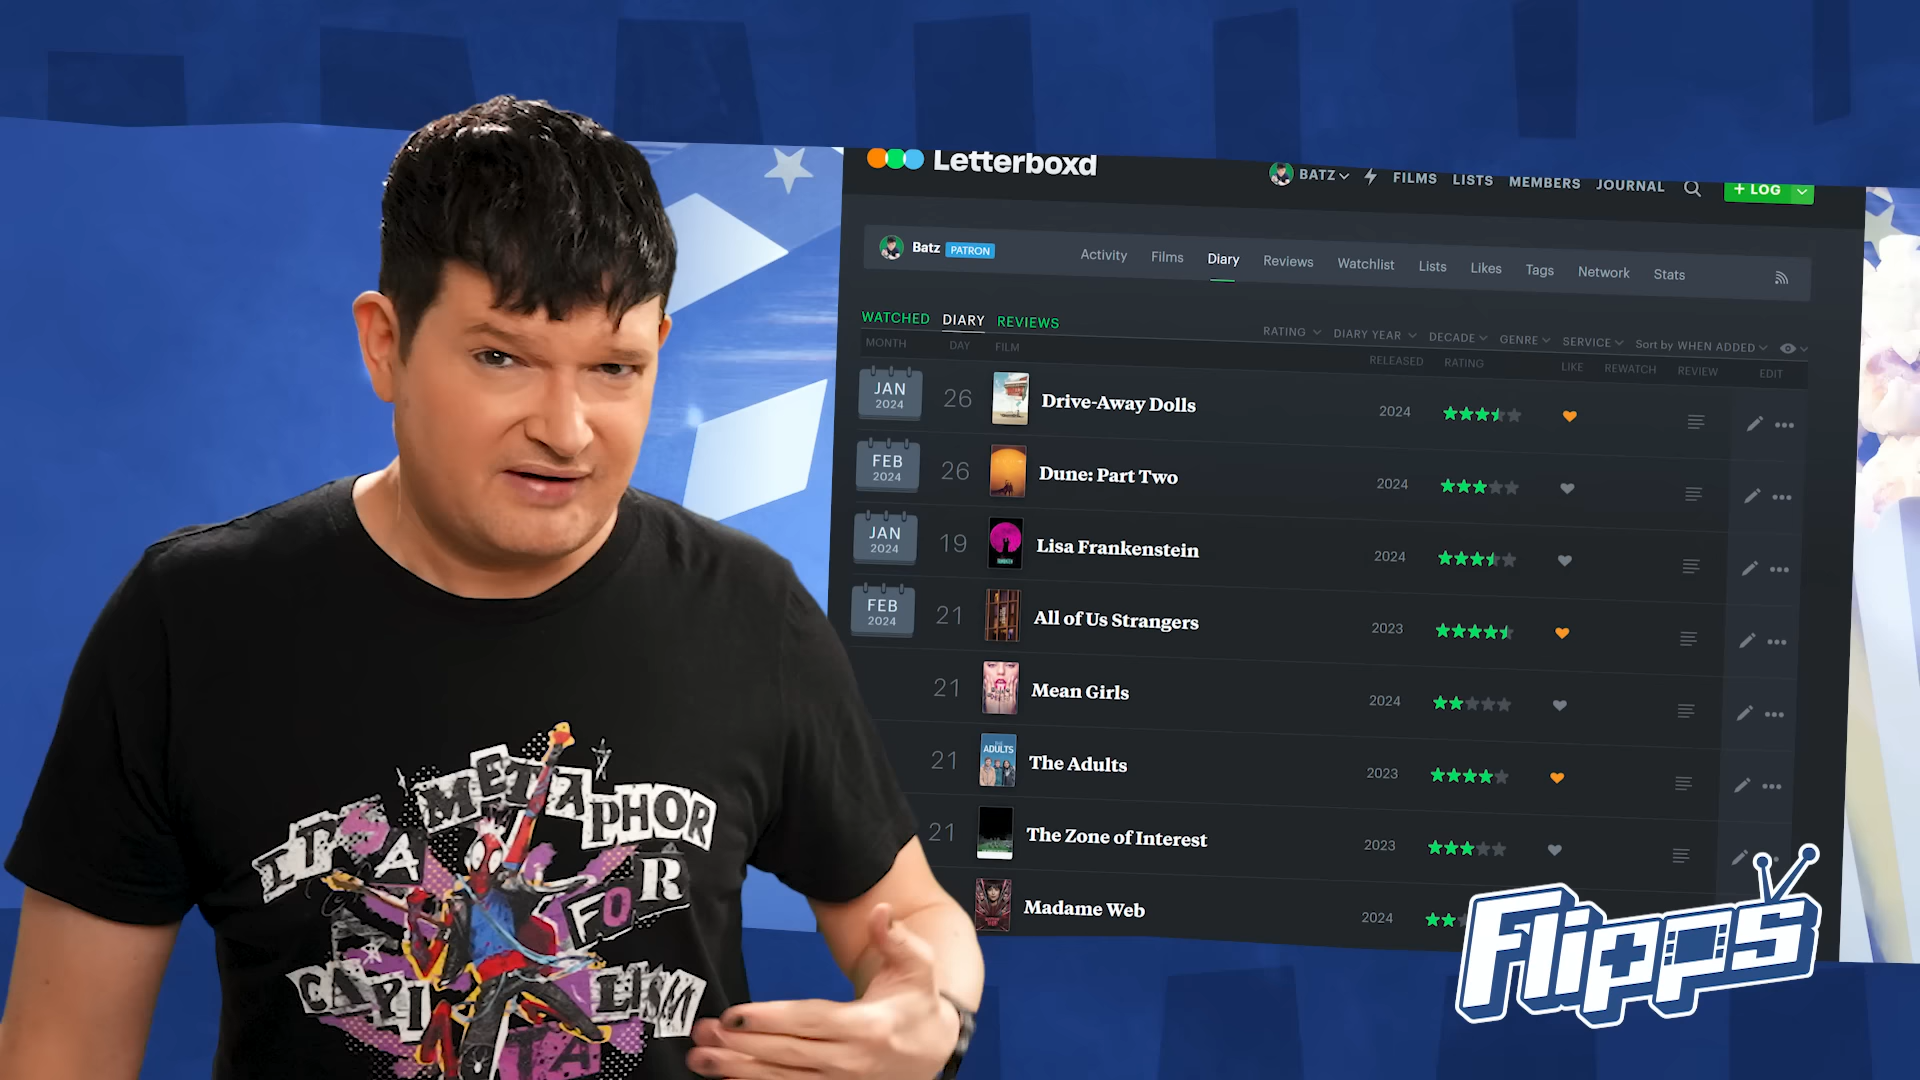 Letterboxd
BATZ FILMS LISTS MEMBERS JOURNAL + LOG
Batz PATRON Activity Films Diary Reviews Watchlist Lists Likes Tags Network Stats
WATCHED DIARY REVIEWS RATING DIARY YEAR DECADE GENRE SERVICE Sort by WHEN ADDED
MONTH DAY FILM RELEASED RATING LIKE REWATCH REVIEW EDIT
JAN 2024 26 Drive-Away Dolls 2024
FEB 2024 26 Dune: Part Two 2024
JAN 2024 19 Lisa Frankenstein 2024
FEB 2024 21 All of Us Strangers 2023
21 Mean Girls 2024
21 THE ADULTS The Adults 2023
21 The Zone of Interest 2023
Madame Web 2024
IT'S A METAPHOR
FOR
CAPITALISM
Flipps